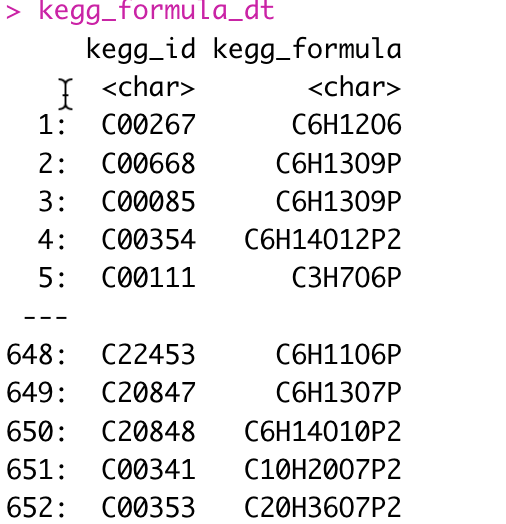 > kegg_formula_dt
kegg_id kegg_formula
<char> <char>
1: C00267 C6H12O6
2: C00668 C6H13O9P
3: C00085 C6H13O9P
4: C00354 C6H14O12P2
5: C00111 C3H7O6P
---
648: C22453 C6H11O6P
649: C20847 C6H13O7P
650: C20848 C6H14O10P2
651: C00341 C10H20O7P2
652: C00353 C20H36O7P2